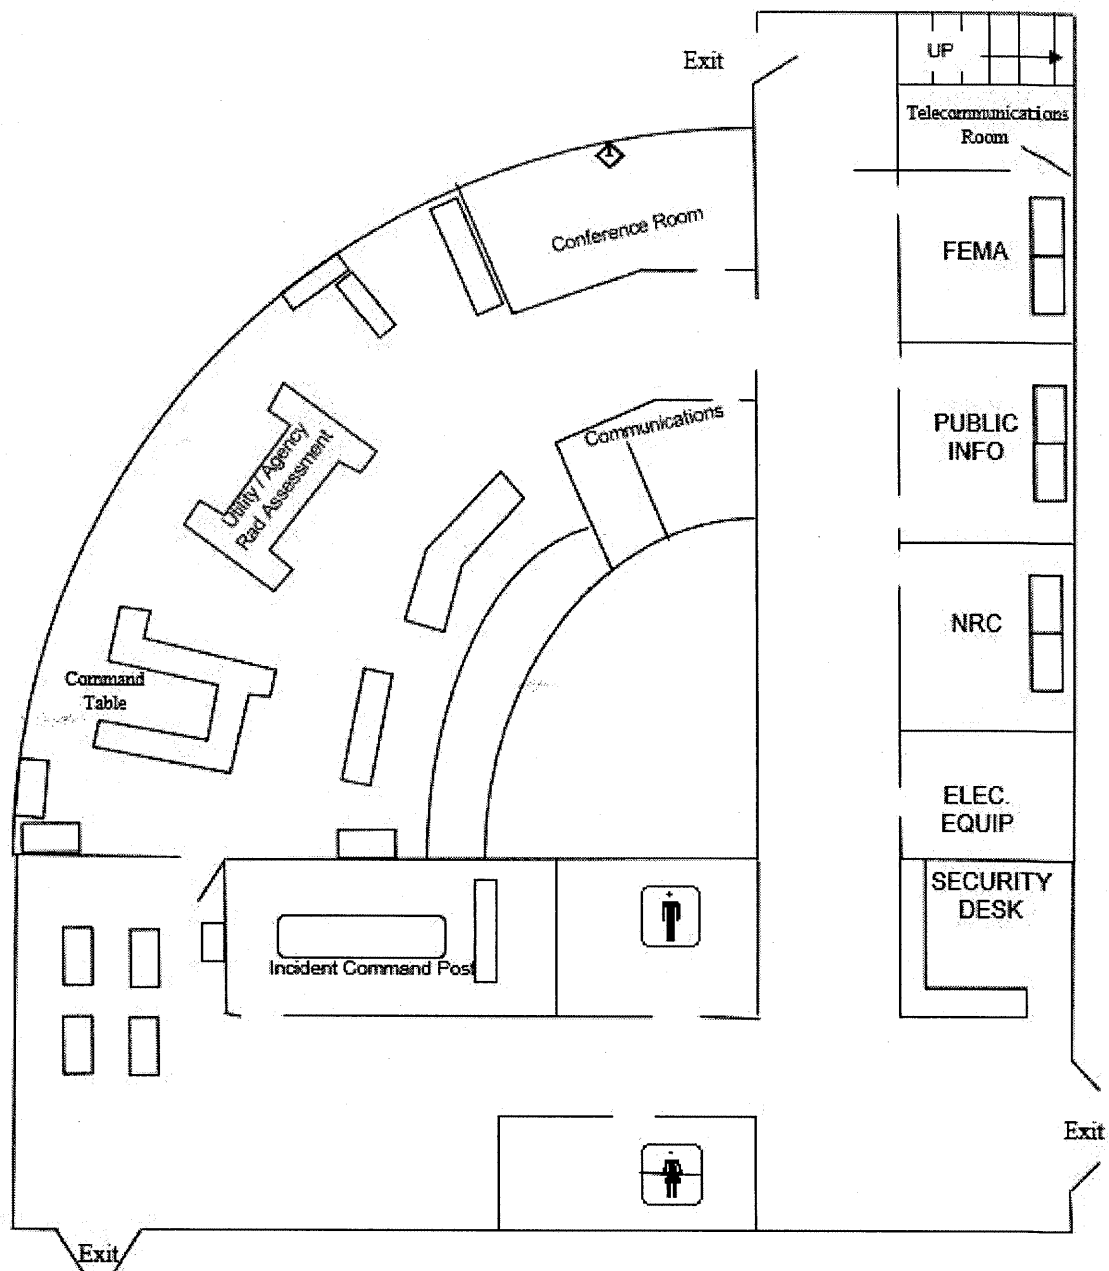 Exit
UP
Telecommunications
Room
Conference Room
FEMA
Communications
PUBLIC
INFO
Utility / Agency
Rad Assessment
NRC
Command
Table
ELEC.
EQUIP
SECURITY
DESK
Incident Command Post
Exit
Exit